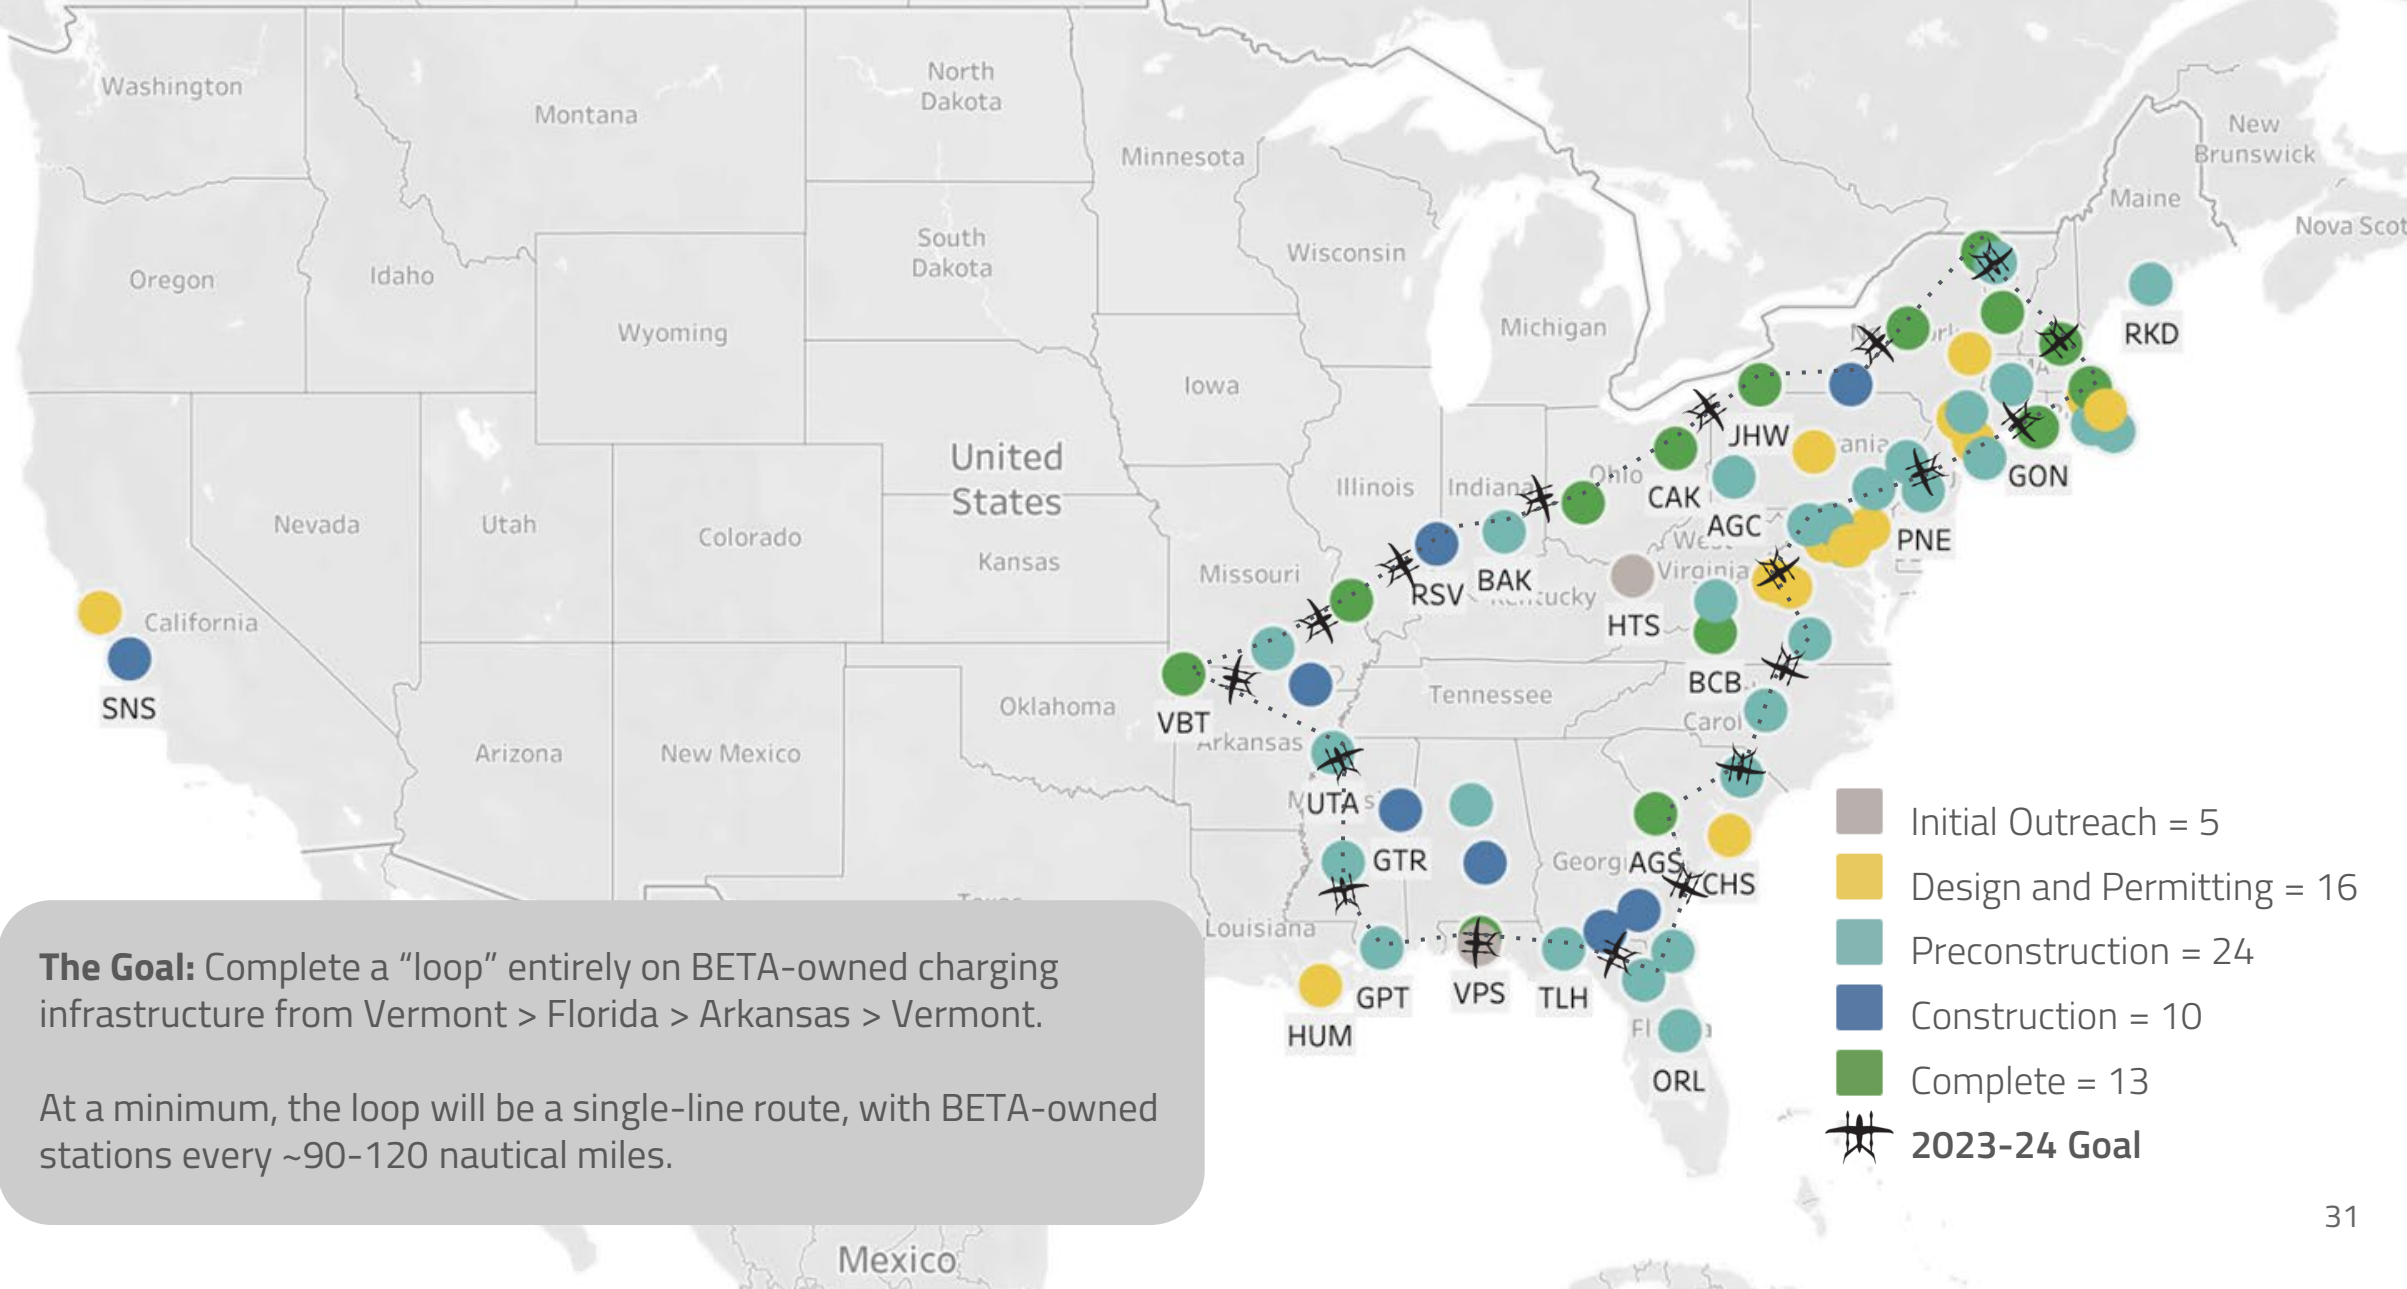 Washington
Montana
North
Dakota
Minnesota
New
Brunswick
Maine
Nova Scot
Oregon
Idaho
South
Dakota
Wisconsin
Wyoming
Michigan
RKD
Iowa
JHW
ania
United
States
Illinois
Indiana
Ohio
CAK
GON
Nevada
Utah
Colorado
AGC
PNE
Kansas
Missouri
West
Virginia
RSV
BAK
HTS
California
BCB
SNS
VBT
Oklahoma
Tennessee
Carol
Arkansas
Arizona
New Mexico
UTA
GTR
Georg
AGS
CHS
Louisiana
GPT
VPS
TLH
HUM
ORL
Mexico
The Goal: Complete a “loop” entirely on BETA-owned charging
infrastructure from Vermont > Florida > Arkansas > Vermont.
At a minimum, the loop will be a single-line route, with BETA-owned
stations every ~90-120 nautical miles.
Initial Outreach = 5
Design and Permitting = 16
Preconstruction = 24
Construction = 10
Complete = 13
2023-24 Goal
31